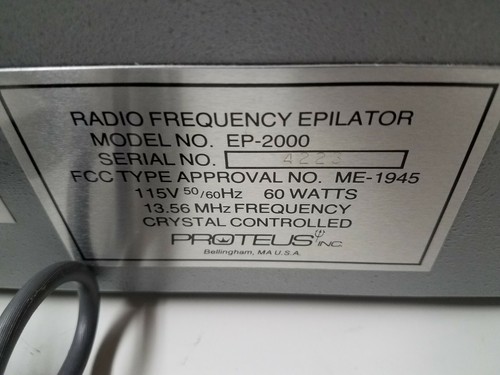 RADIO FREQUENCY EPILATOR
MODEL NO. EP-2000
SERIAL NO. 4223
FCC TYPE APPROVAL NO. ME-1945
115V 50/60Hz 60 WATTS
13.56 MHz FREQUENCY
CRYSTAL CONTROLLED
PROTEUS INC.
Bellingham, MA U.S.A.